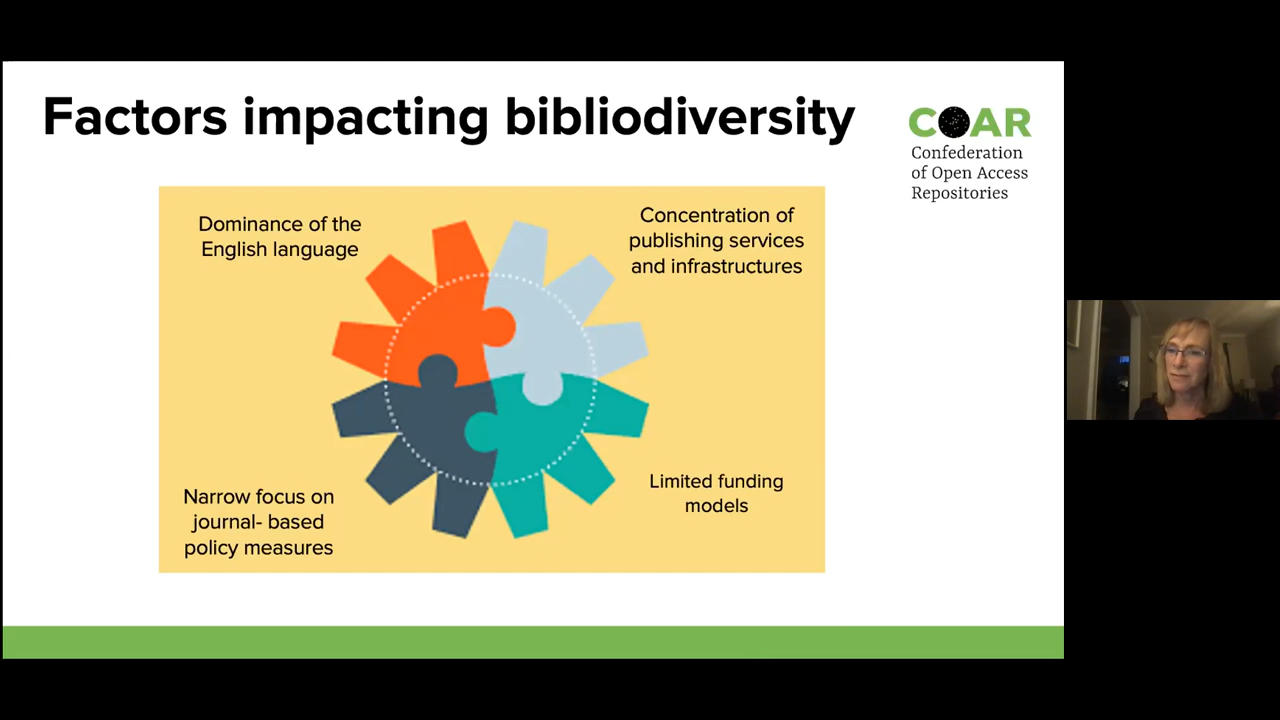 Factors impacting bibliodiversity
COAR
Confederation
of Open Access
Repositories
Dominance of the
English language
Concentration of
publishing services
and infrastructures
Narrow focus on
journal- based
policy measures
Limited funding
models